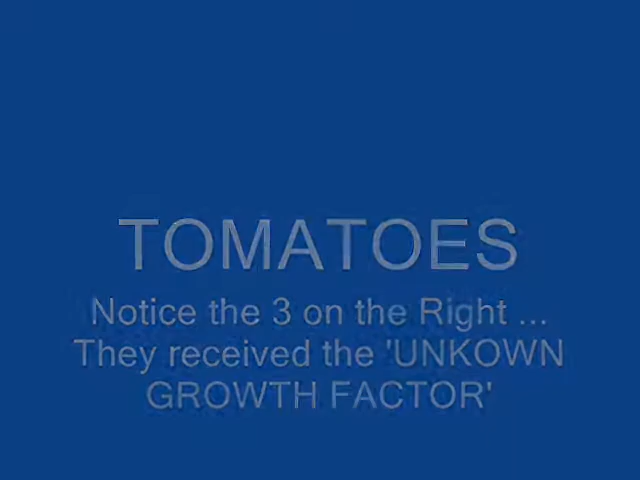 TOMATOES
Notice the 3 on the Right ...
They received the 'UNKOWN
GROWTH FACTOR'